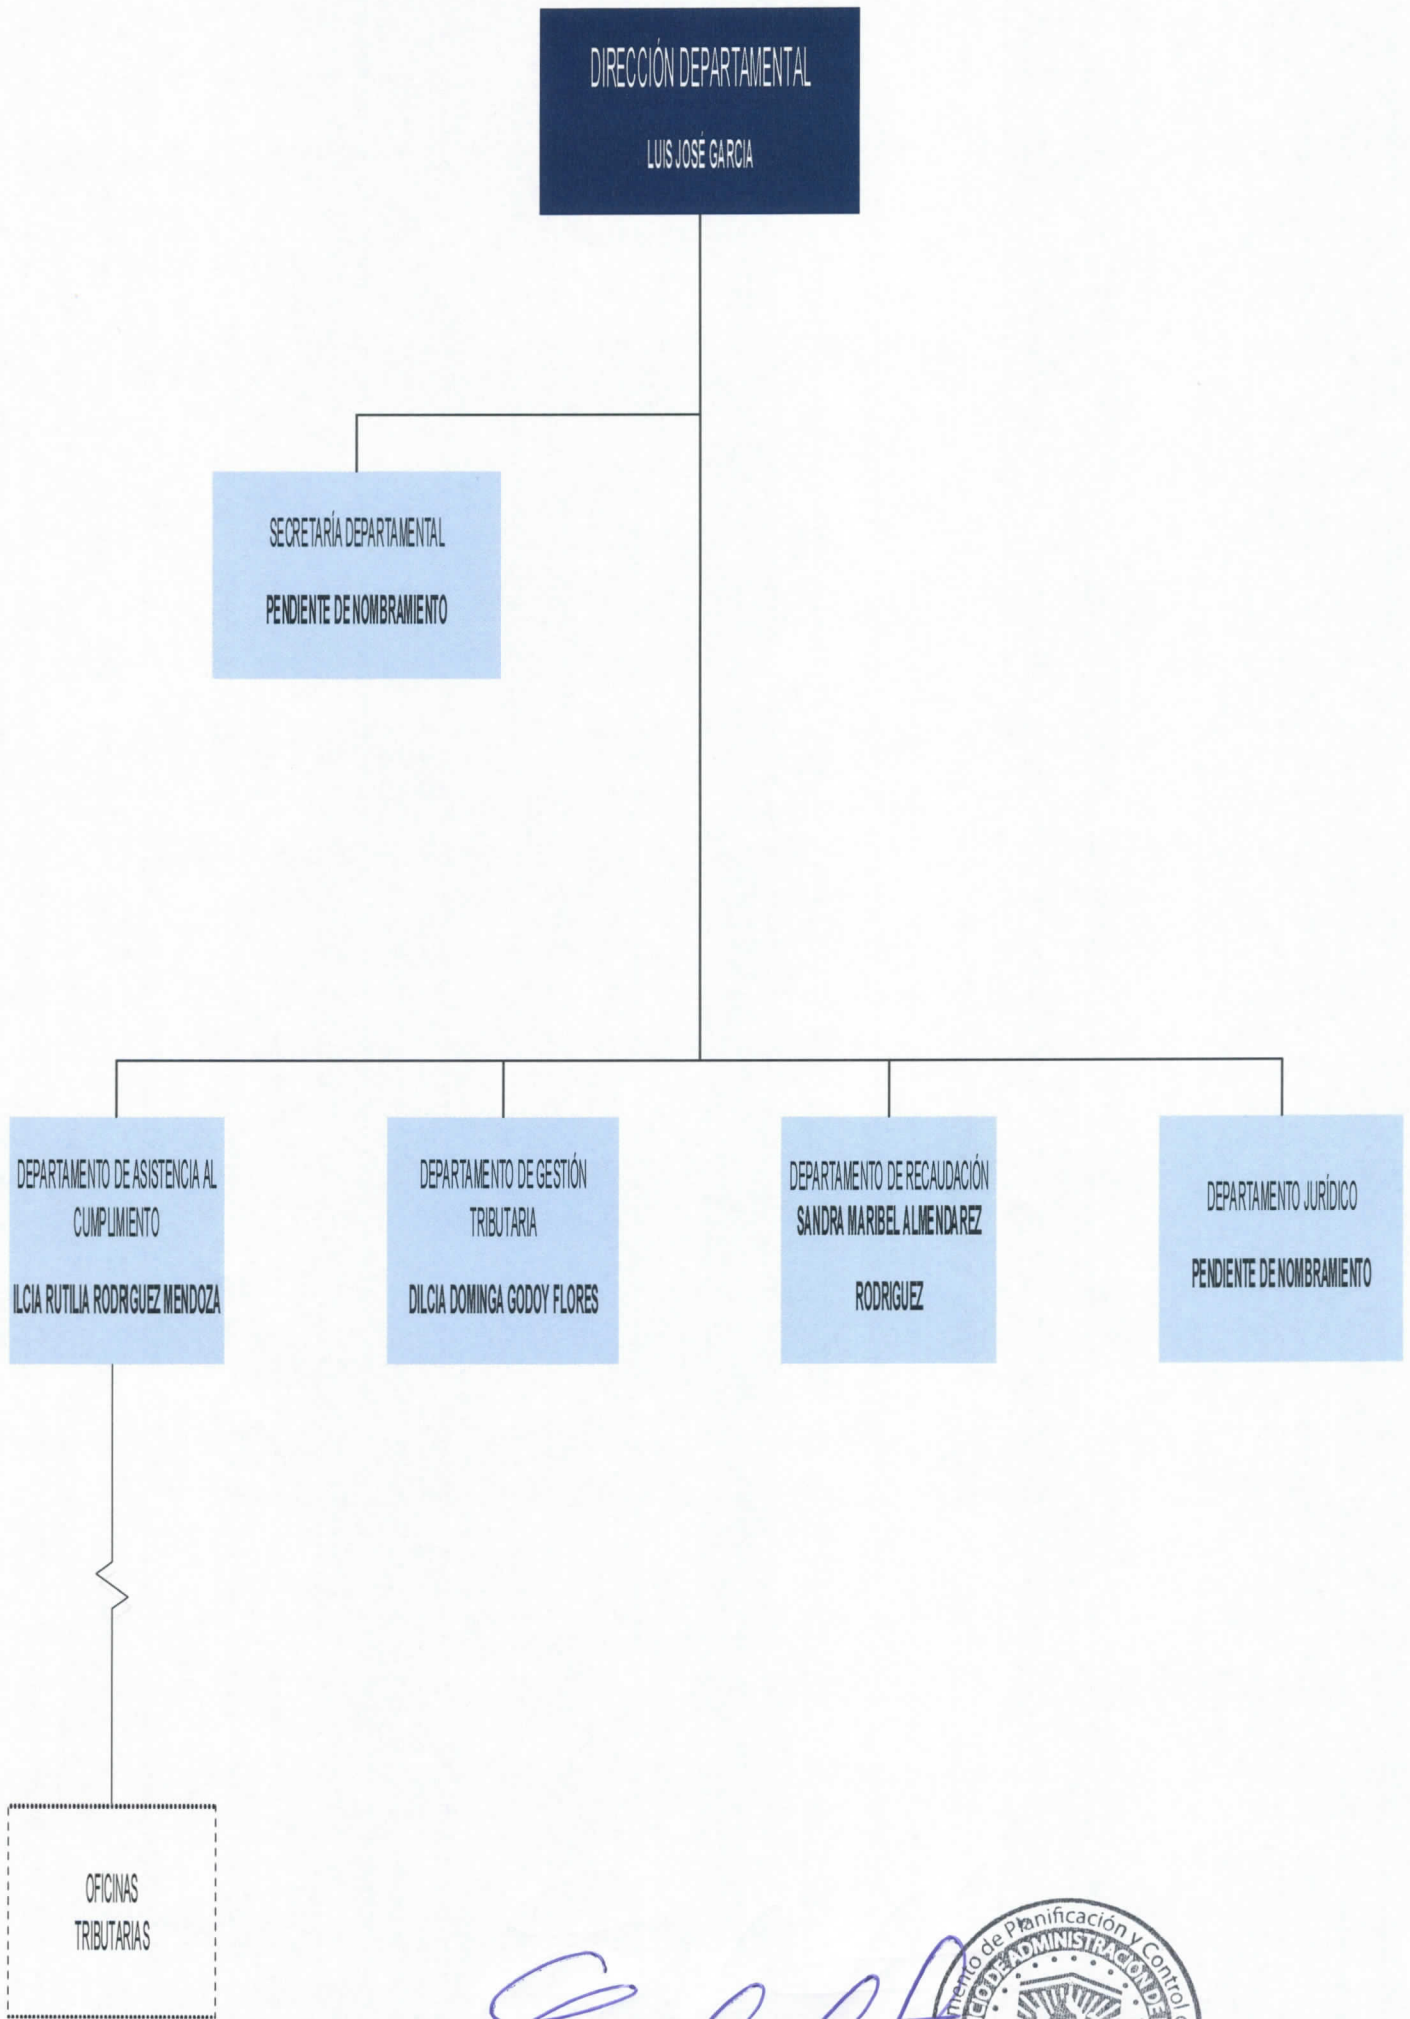 DIRECCIÓN DEPARTAMENTAL
LUIS JOSÉ GARCIA
SECRETARÍA DEPARTAMENTAL
PENDIENTE DE NOMBRAMIENTO
DEPARTAMENTO DE ASISTENCIA AL
CUMPLIMIENTO
ILCIA RUTILIA RODRIGUEZ MENDOZA
DEPARTAMENTO DE GESTIÓN
TRIBUTARIA
DILCIA DOMINGA GODOY FLORES
DEPARTAMENTO DE RECAUDACIÓN
SANDRA MARIBEL ALMENDAREZ
RODRIGUEZ
DEPARTAMENTO JURÍDICO
PENDIENTE DE NOMBRAMIENTO
OFICINAS
TRIBUTARIAS
de Planificación y Control
DE ADMINISTRACIÓN DE